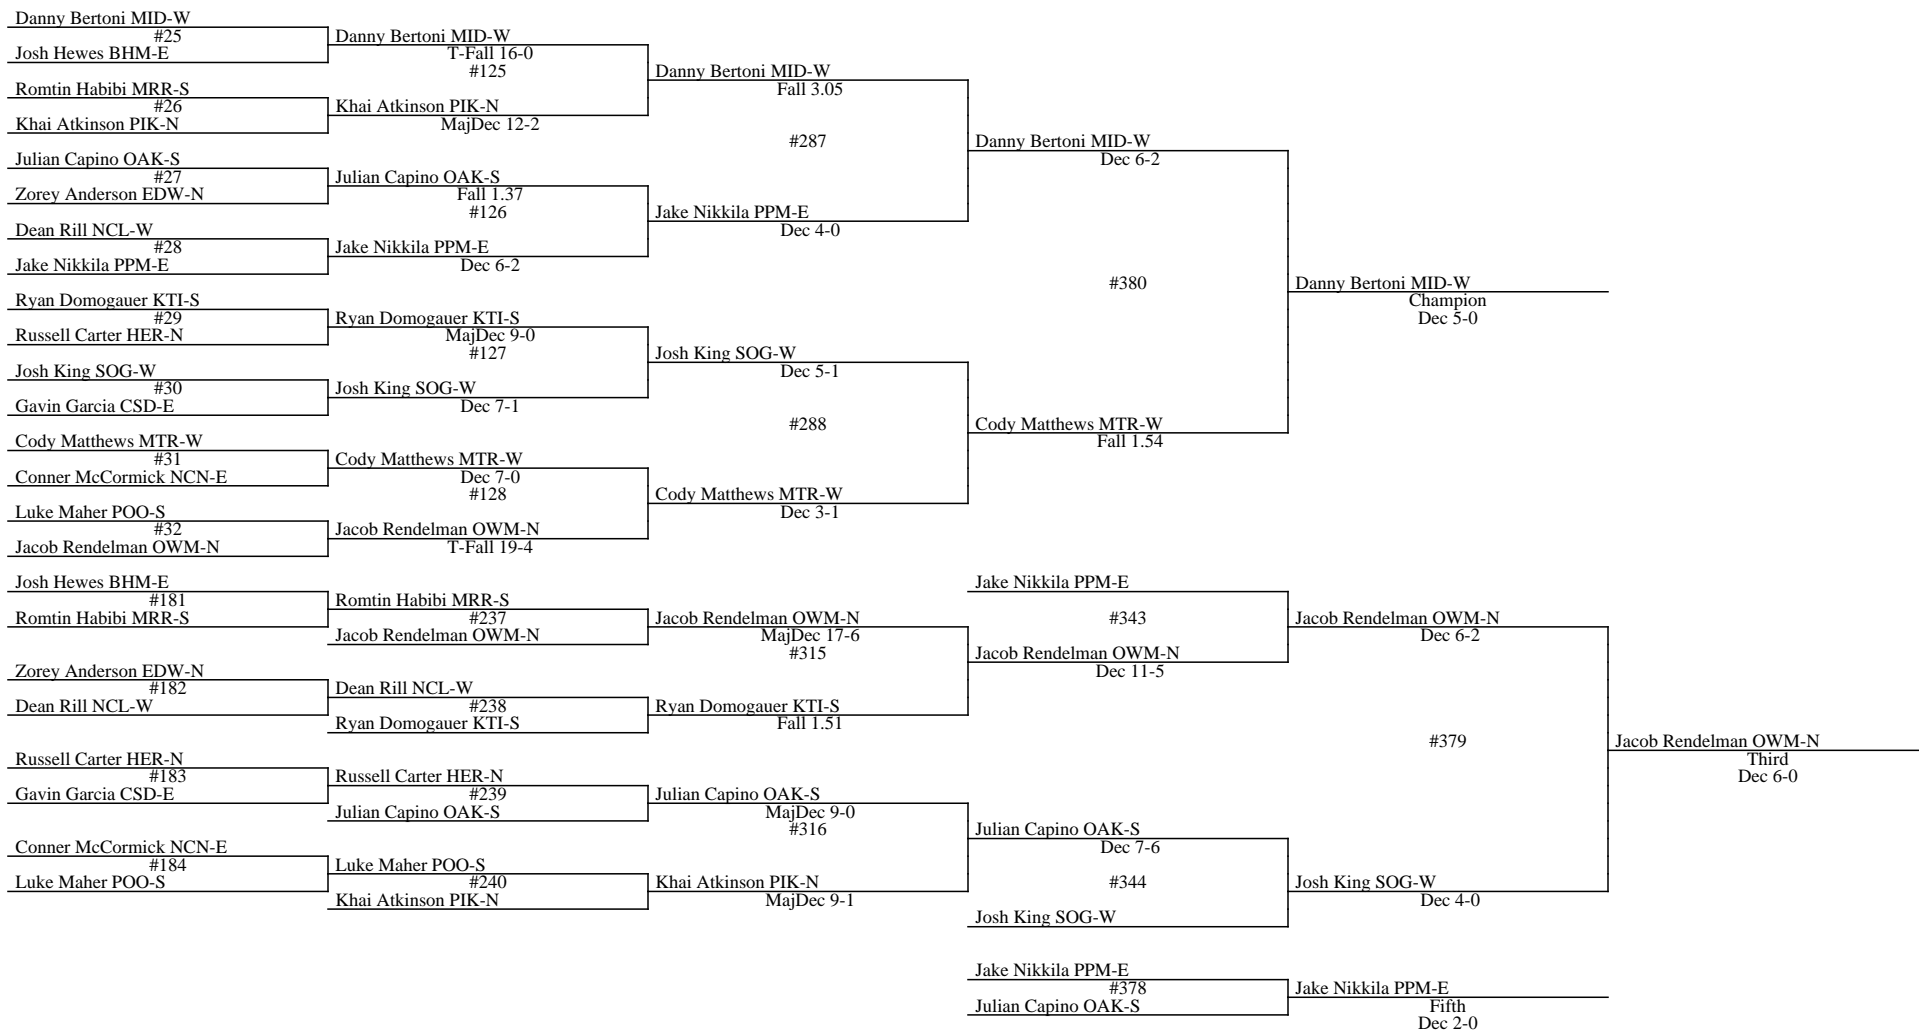 Danny Bertoni MID-W
#25
Josh Hewes BHM-E
Romtin Habibi MRR-S
#26
Khai Atkinson PIK-N
Julian Capino OAK-S
#27
Zorey Anderson EDW-N
Dean Rill NCL-W
#28
Jake Nikkila PPM-E
Ryan Domogauer KTI-S
#29
Russell Carter HER-N
Josh King SOG-W
#30
Gavin Garcia CSD-E
Cody Matthews MTR-W
#31
Conner McCormick NCN-E
Luke Maher POO-S
#32
Jacob Rendelman OWM-N
Danny Bertoni MID-W
T-Fall 16-0
#125
Khai Atkinson PIK-N
MajDec 12-2
Julian Capino OAK-S
Fall 1.37
#126
Jake Nikkila PPM-E
Dec 6-2
Ryan Domogauer KTI-S
MajDec 9-0
#127
Josh King SOG-W
Dec 7-1
Cody Matthews MTR-W
Dec 7-0
#128
Jacob Rendelman OWM-N
T-Fall 19-4
Danny Bertoni MID-W
Fall 3.05
#287
Jake Nikkila PPM-E
Dec 4-0
Josh King SOG-W
Dec 5-1
#288
Cody Matthews MTR-W
Dec 3-1
Danny Bertoni MID-W
Dec 6-2
#380
Cody Matthews MTR-W
Fall 1.54
Danny Bertoni MID-W
Champion
Dec 5-0
Josh Hewes BHM-E
#181
Romtin Habibi MRR-S
Zorey Anderson EDW-N
#182
Dean Rill NCL-W
Russell Carter HER-N
#183
Gavin Garcia CSD-E
Conner McCormick NCN-E
#184
Luke Maher POO-S
Romtin Habibi MRR-S
#237
Jacob Rendelman OWM-N
Dean Rill NCL-W
#238
Ryan Domogauer KTI-S
Russell Carter HER-N
#239
Julian Capino OAK-S
Luke Maher POO-S
#240
Khai Atkinson PIK-N
Jacob Rendelman OWM-N
MajDec 17-6
#315
Ryan Domogauer KTI-S
Fall 1.51
Julian Capino OAK-S
MajDec 9-0
#316
Khai Atkinson PIK-N
MajDec 9-1
Jake Nikkila PPM-E
#343
Jacob Rendelman OWM-N
Dec 11-5
Julian Capino OAK-S
Dec 7-6
#344
Josh King SOG-W
Jacob Rendelman OWM-N
Dec 6-2
#379
Josh King SOG-W
Dec 4-0
Jacob Rendelman OWM-N
Third
Dec 6-0
Jake Nikkila PPM-E
#378
Julian Capino OAK-S
Jake Nikkila PPM-E
Fifth
Dec 2-0